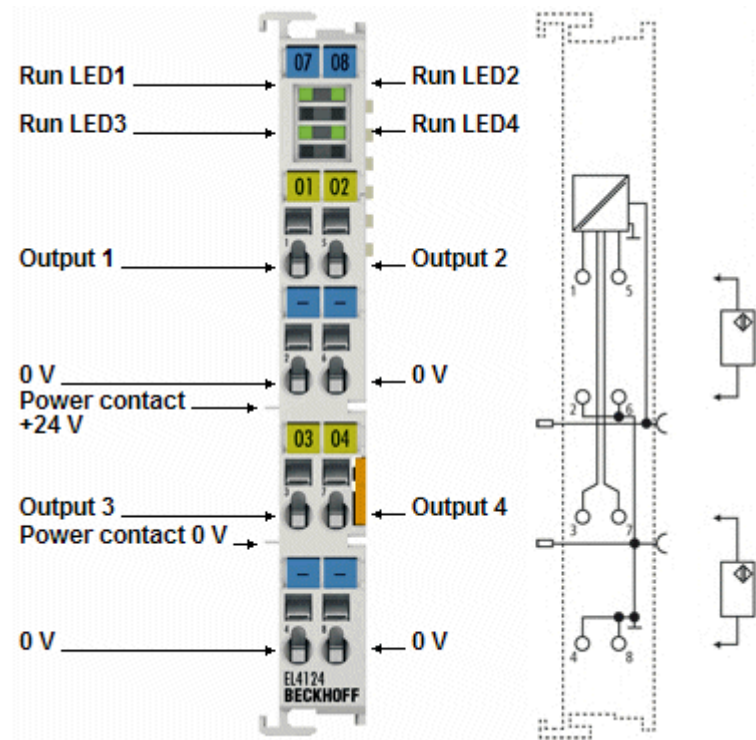 07 08
Run LED1
Run LED2
Run LED3
Run LED4
01 02
1 5
Output 1
Output 2
– –
2 6
0 V
0 V
Power contact
+24 V
03 04
3 7
Output 3
Output 4
Power contact 0 V
– –
4 8
0 V
0 V
EL4124
BECKHOFF
1 5
2 6
3 7
4 8